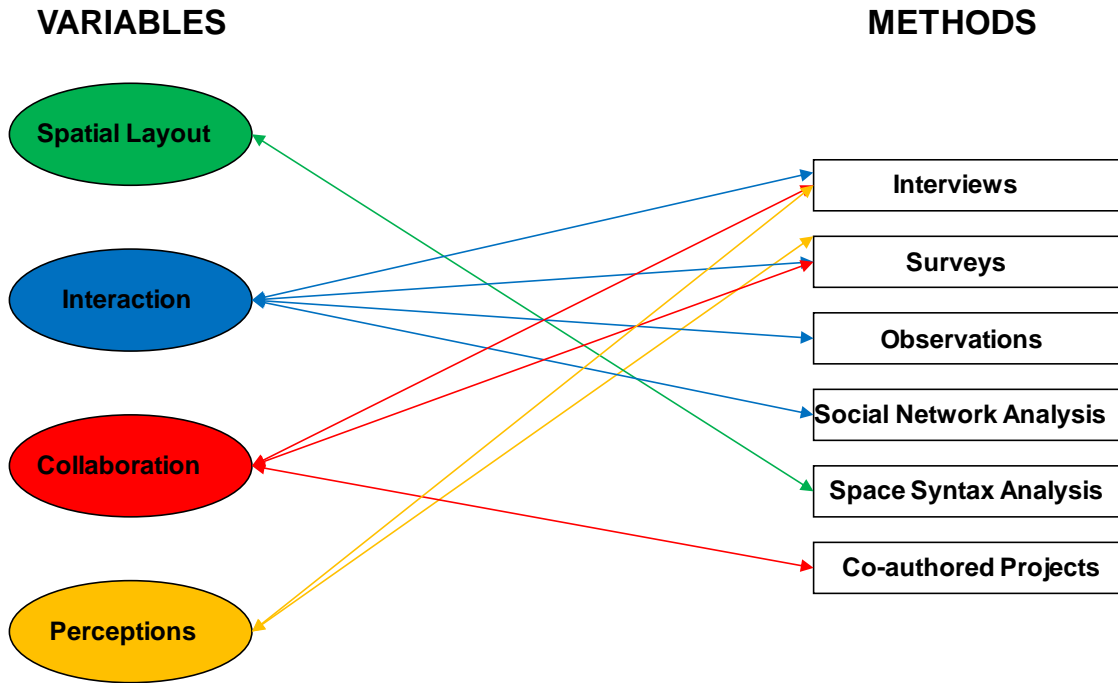 VARIABLES
METHODS
Spatial Layout
Interaction
Collaboration
Perceptions
Interviews
Surveys
Observations
Social Network Analysis
Space Syntax Analysis
Co-authored Projects